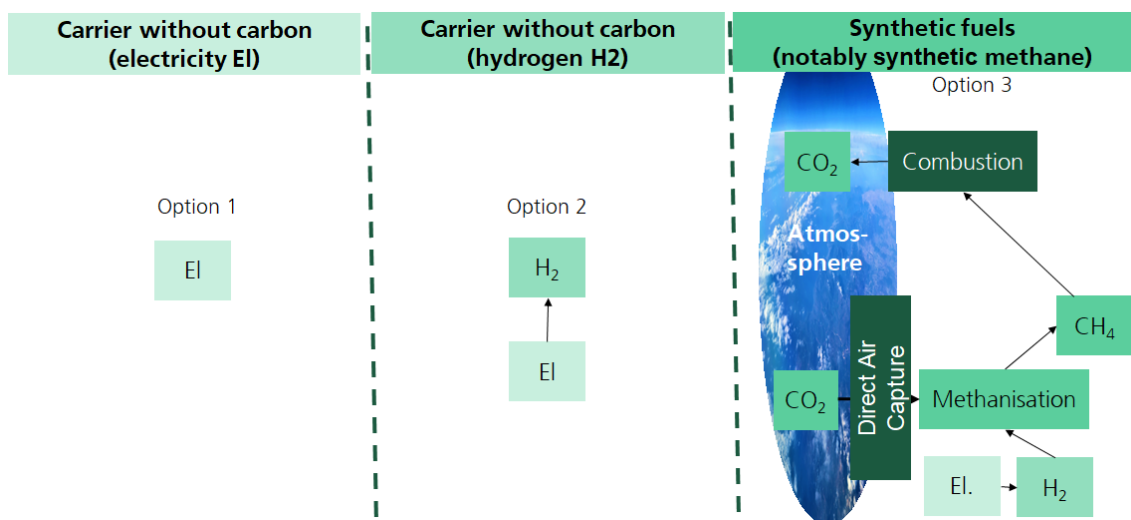 Carrier without carbon
(electricity El)
Carrier without carbon
(hydrogen H2)
Synthetic fuels
(notably synthetic methane)
Option 1
El
Option 2
H₂
El
Option 3
CO₂
Combustion
Atmos-
sphere
CH₄
CO₂
Direct Air
Capture
Methanisation
El.
H₂